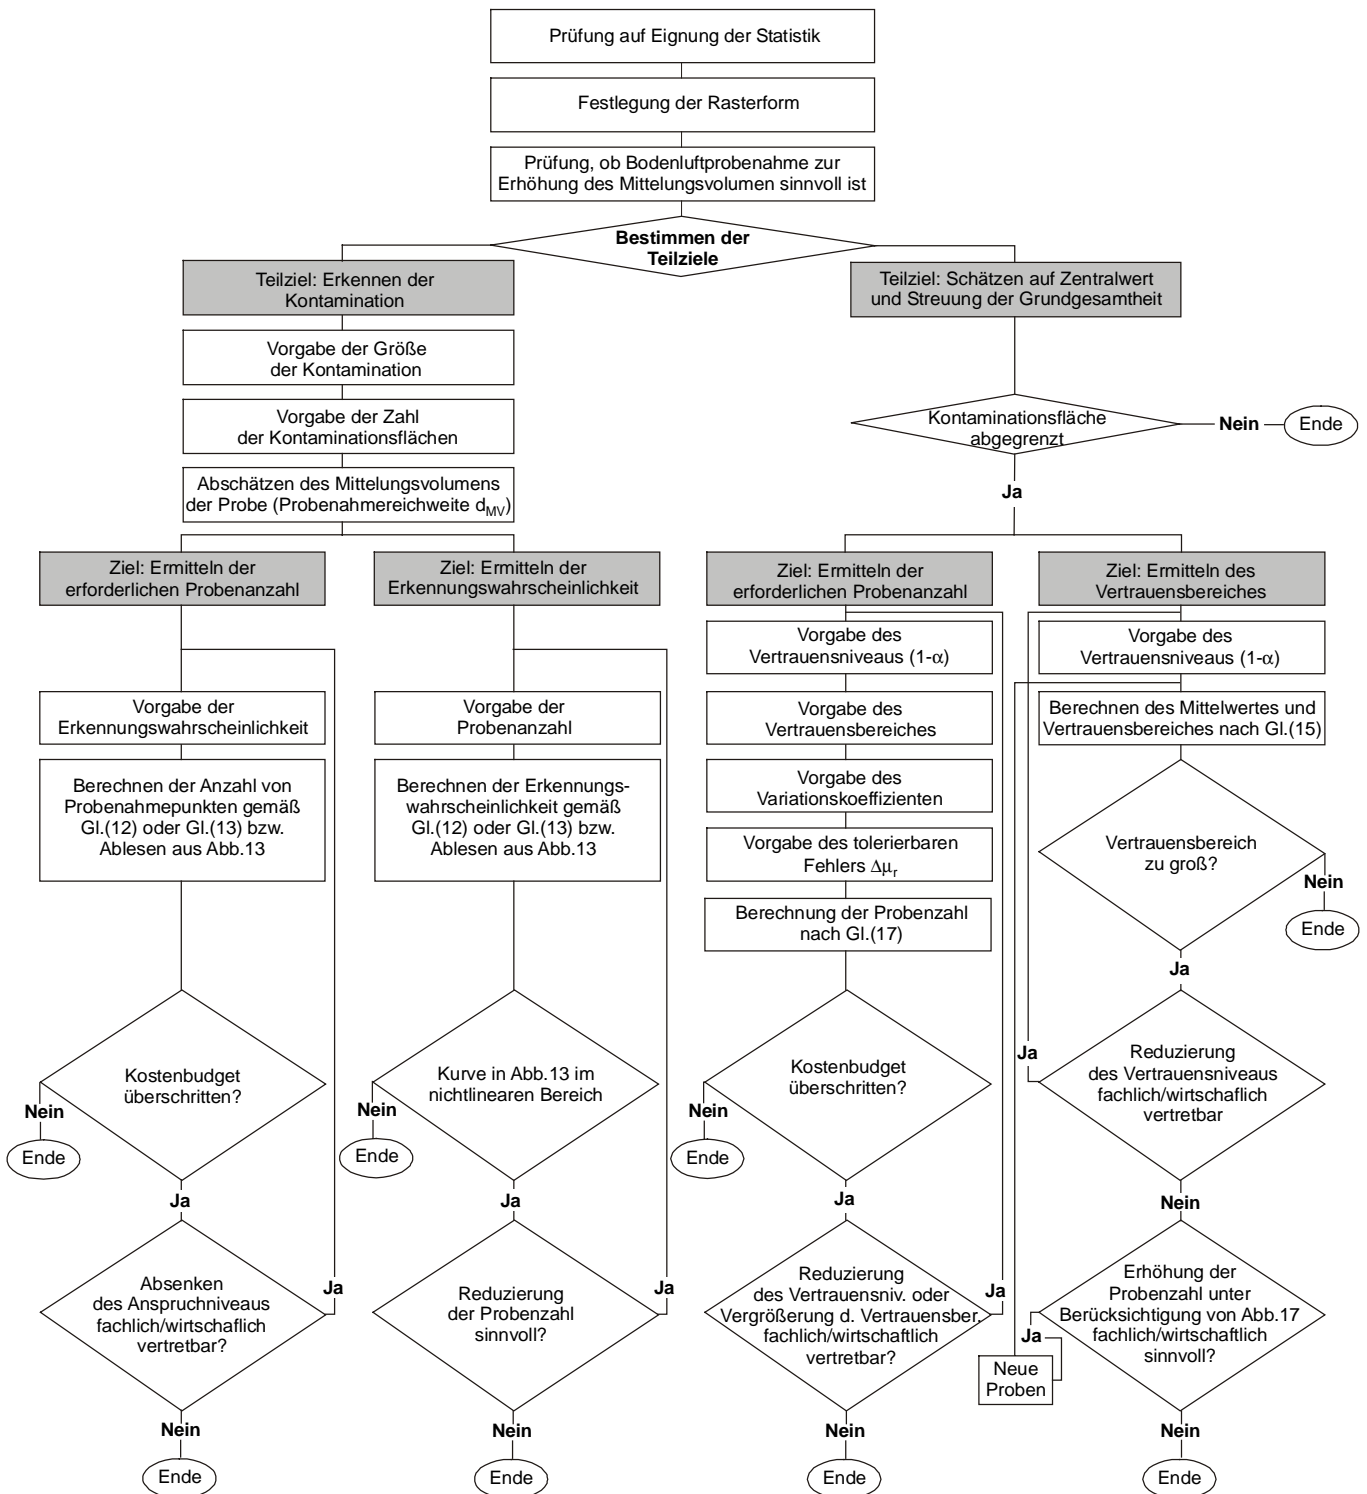 Prüfung auf Eignung der Statistik
Festlegung der Rasterform
Prüfung, ob Bodenluftprobenahme zur
Erhöhung des Mittelungsvolumen sinnvoll ist
Bestimmen der
Teilziele
Teilziel: Erkennen der
Kontamination
Vorgabe der Größe
der Kontamination
Vorgabe der Zahl
der Kontaminationsflächen
Abschätzen des Mittelungsvolumens
der Probe (Probenahmereichweite dMV)
Teilziel: Schätzen auf Zentralwert
und Streuung der Grundgesamtheit
Kontaminationsfläche
abgegrenzt
Nein
Ende
Ja
Ziel: Ermitteln der
erforderlichen Probenanzahl
Vorgabe der
Erkennungswahrscheinlichkeit
Berechnen der Anzahl von
Probenahmepunkten gemäß
Gl.(12) oder Gl.(13) bzw.
Ablesen aus Abb.13
Kostenbudget
überschritten?
Nein
Ende
Ja
Absenken
des Anspruchniveaus
fachlich/wirtschaflich
vertretbar?
Ja
Nein
Ende
Ziel: Ermitteln der
Erkennungswahrscheinlichkeit
Vorgabe der
Probenanzahl
Berechnen der Erkennungs-
wahrscheinlichkeit gemäß
Gl.(12) oder Gl.(13) bzw.
Ablesen aus Abb.13
Kurve in Abb.13 im
nichtlinearen Bereich
Nein
Ende
Ja
Reduzierung
der Probenzahl
sinnvoll?
Ja
Nein
Ende
Ziel: Ermitteln der
erforderlichen Probenanzahl
Vorgabe des
Vertrauensniveaus (1-α)
Vorgabe des
Vertrauensbereiches
Vorgabe des
Variationskoeffizienten
Vorgabe des tolerierbaren
Fehlers Δμr
Berechnung der Probenzahl
nach Gl.(17)
Kostenbudget
überschritten?
Nein
Ende
Ja
Reduzierung
des Vertrauensniv. oder
Vergrößerung d. Vertrauensber.
fachlich/wirtschaftlich
vertretbar?
Ja
Nein
Ende
Ziel: Ermitteln des
Vertrauensbereiches
Vorgabe des
Vertrauensniveaus (1-α)
Berechnen des Mittelwertes und
Vertrauensbereiches nach Gl.(15)
Vertrauensbereich
zu groß?
Nein
Ende
Ja
Reduzierung
des Vertrauensniveaus
fachlich/wirtschaflich
vertretbar
Ja
Nein
Erhöhung der
Probenzahl unter
Berücksichtigung von Abb.17
fachlich/wirtschaftlich
sinnvoll?
Ja
Neue
Proben
Nein
Ende